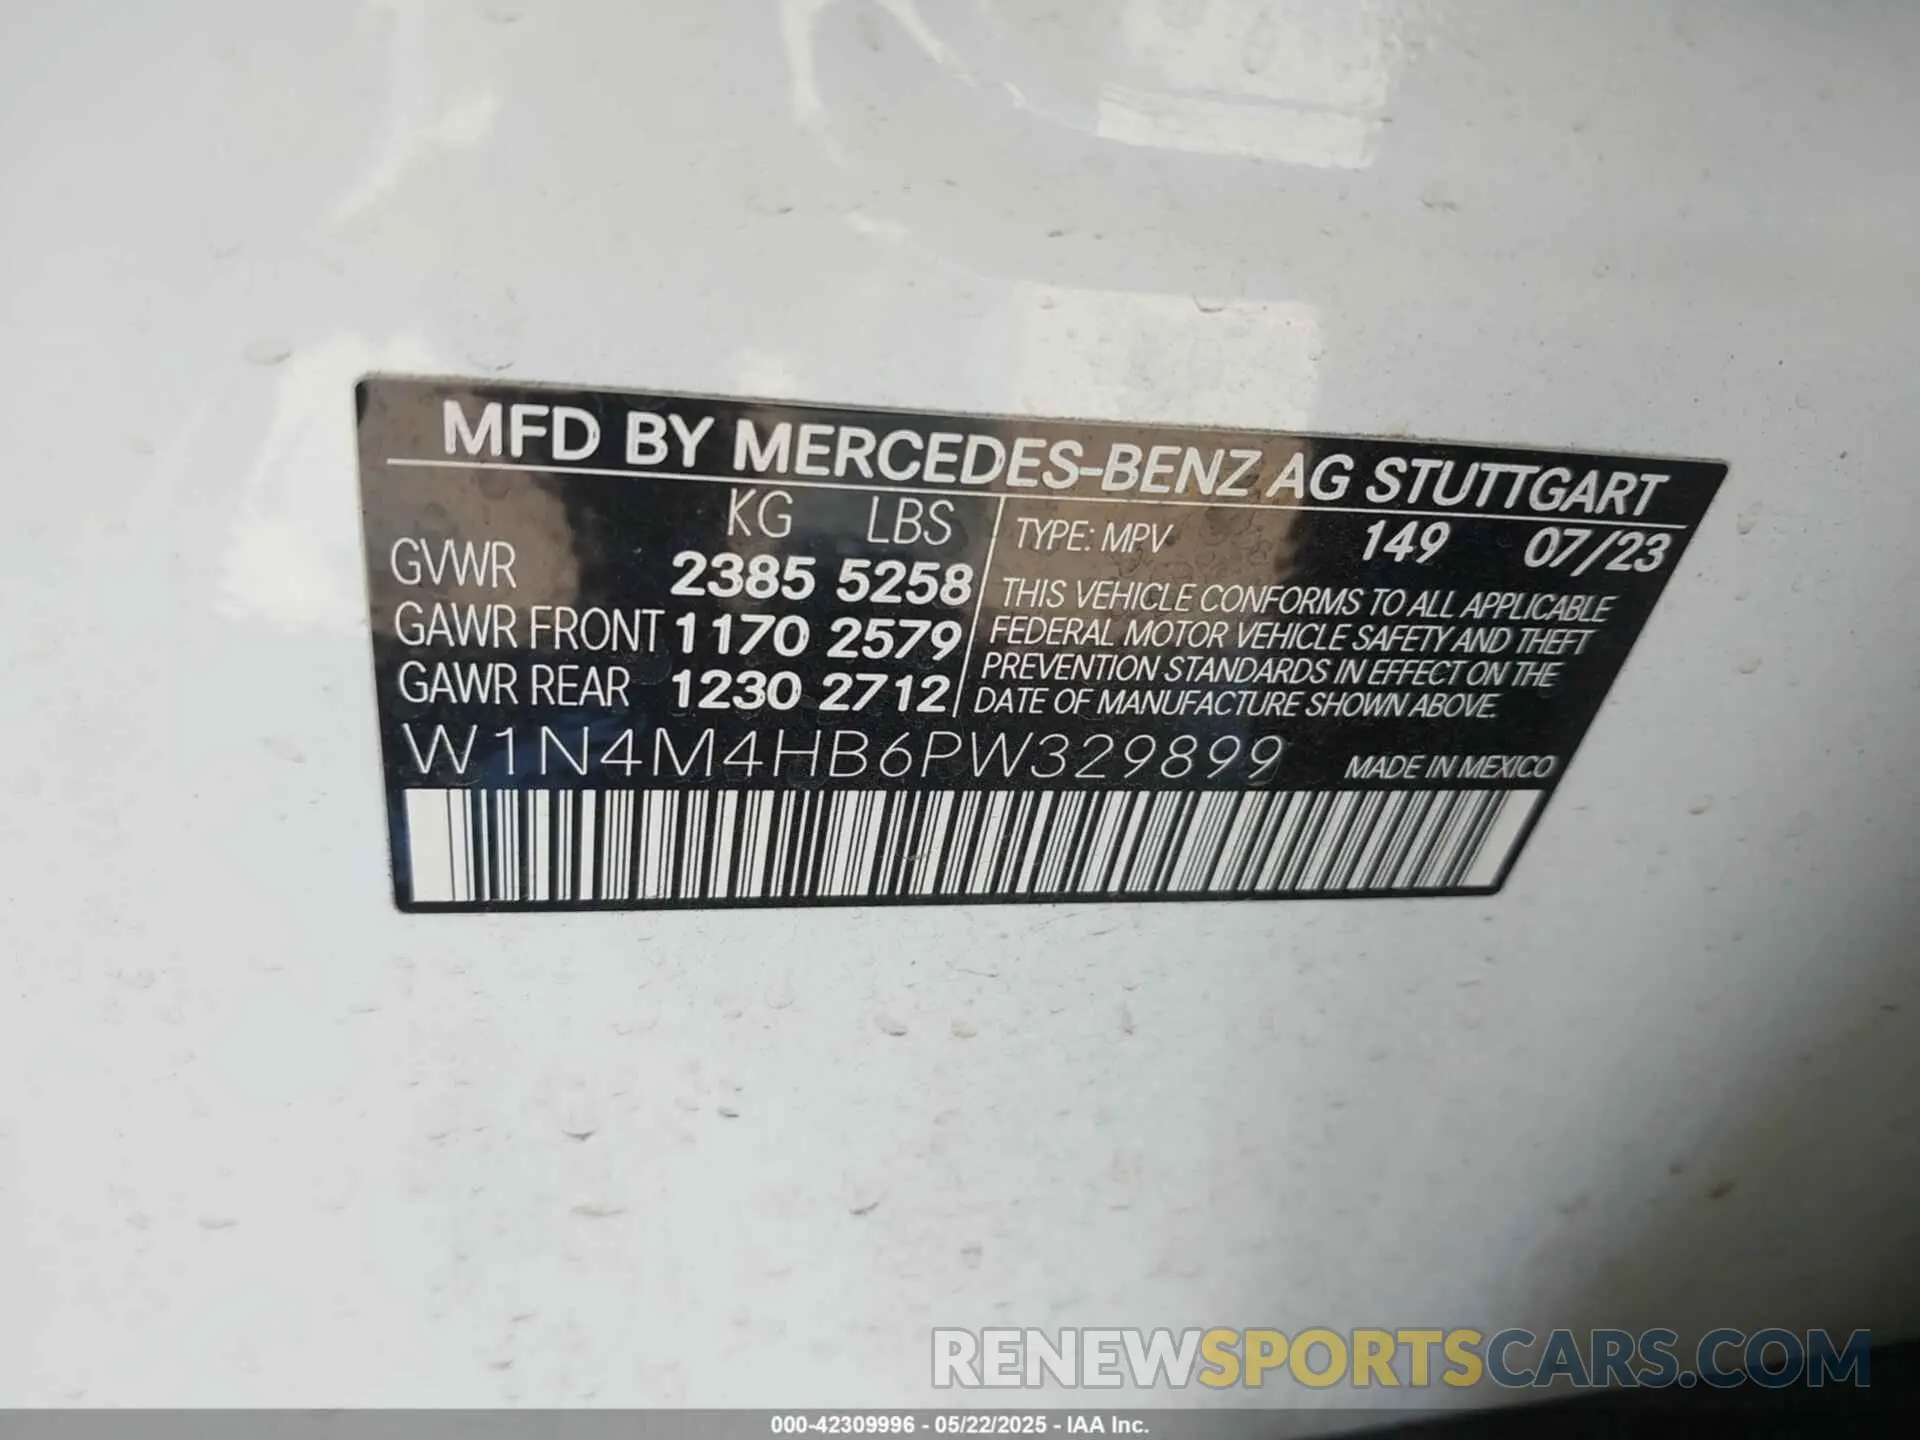 MFD BY MERCEDES-BENZ AG STUTTGART
KG LBS
GVWR 2385 5258
GAWR FRONT 1170 2579
GAWR REAR 1230 2712
TYPE: MPV 149 07/23
THIS VEHICLE CONFORMS TO ALL APPLICABLE
FEDERAL MOTOR VEHICLE SAFETY AND THEFT
PREVENTION STANDARDS IN EFFECT ON THE
DATE OF MANUFACTURE SHOWN ABOVE.
W1N4M4HB6PW329899 MADE IN MEXICO
RENEWSPORTSCARS.COM
000-42309996 - 05/22/2025 - IAA Inc.